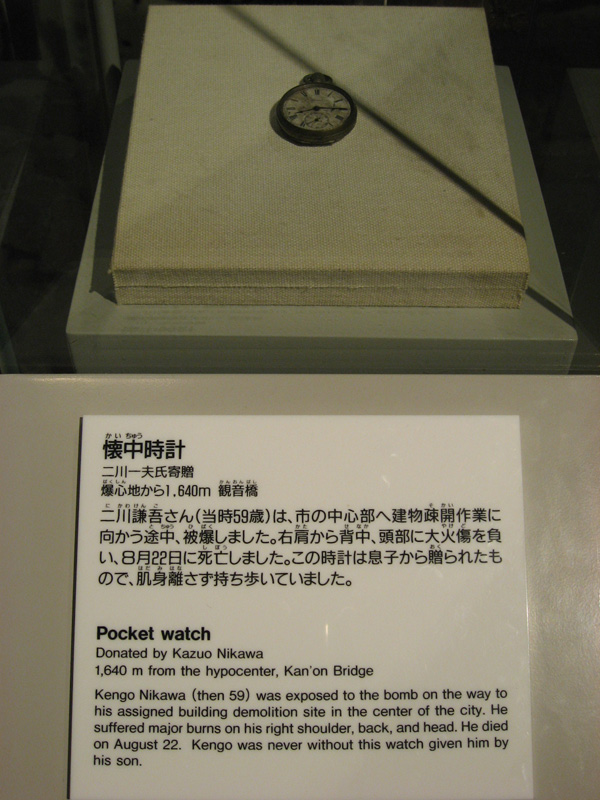 懐中時計
二川一夫氏寄贈
爆心地から1,640m 観音橋
二川謙吾さん(当時59歳)は、市の中心部へ建物疎開作業に
向かう途中、被爆しました。右肩から背中、頭部に大火傷を負
い、8月22日に死亡しました。この時計は息子から贈られたも
ので、肌身離さず持ち歩いていました。
Pocket watch
Donated by Kazuo Nikawa
1,640 m from the hypocenter, Kan'on Bridge
Kengo Nikawa (then 59) was exposed to the bomb on the way to
his assigned building demolition site in the center of the city. He
suffered major burns on his right shoulder, back, and head. He died
on August 22. Kengo was never without this watch given him by
his son.